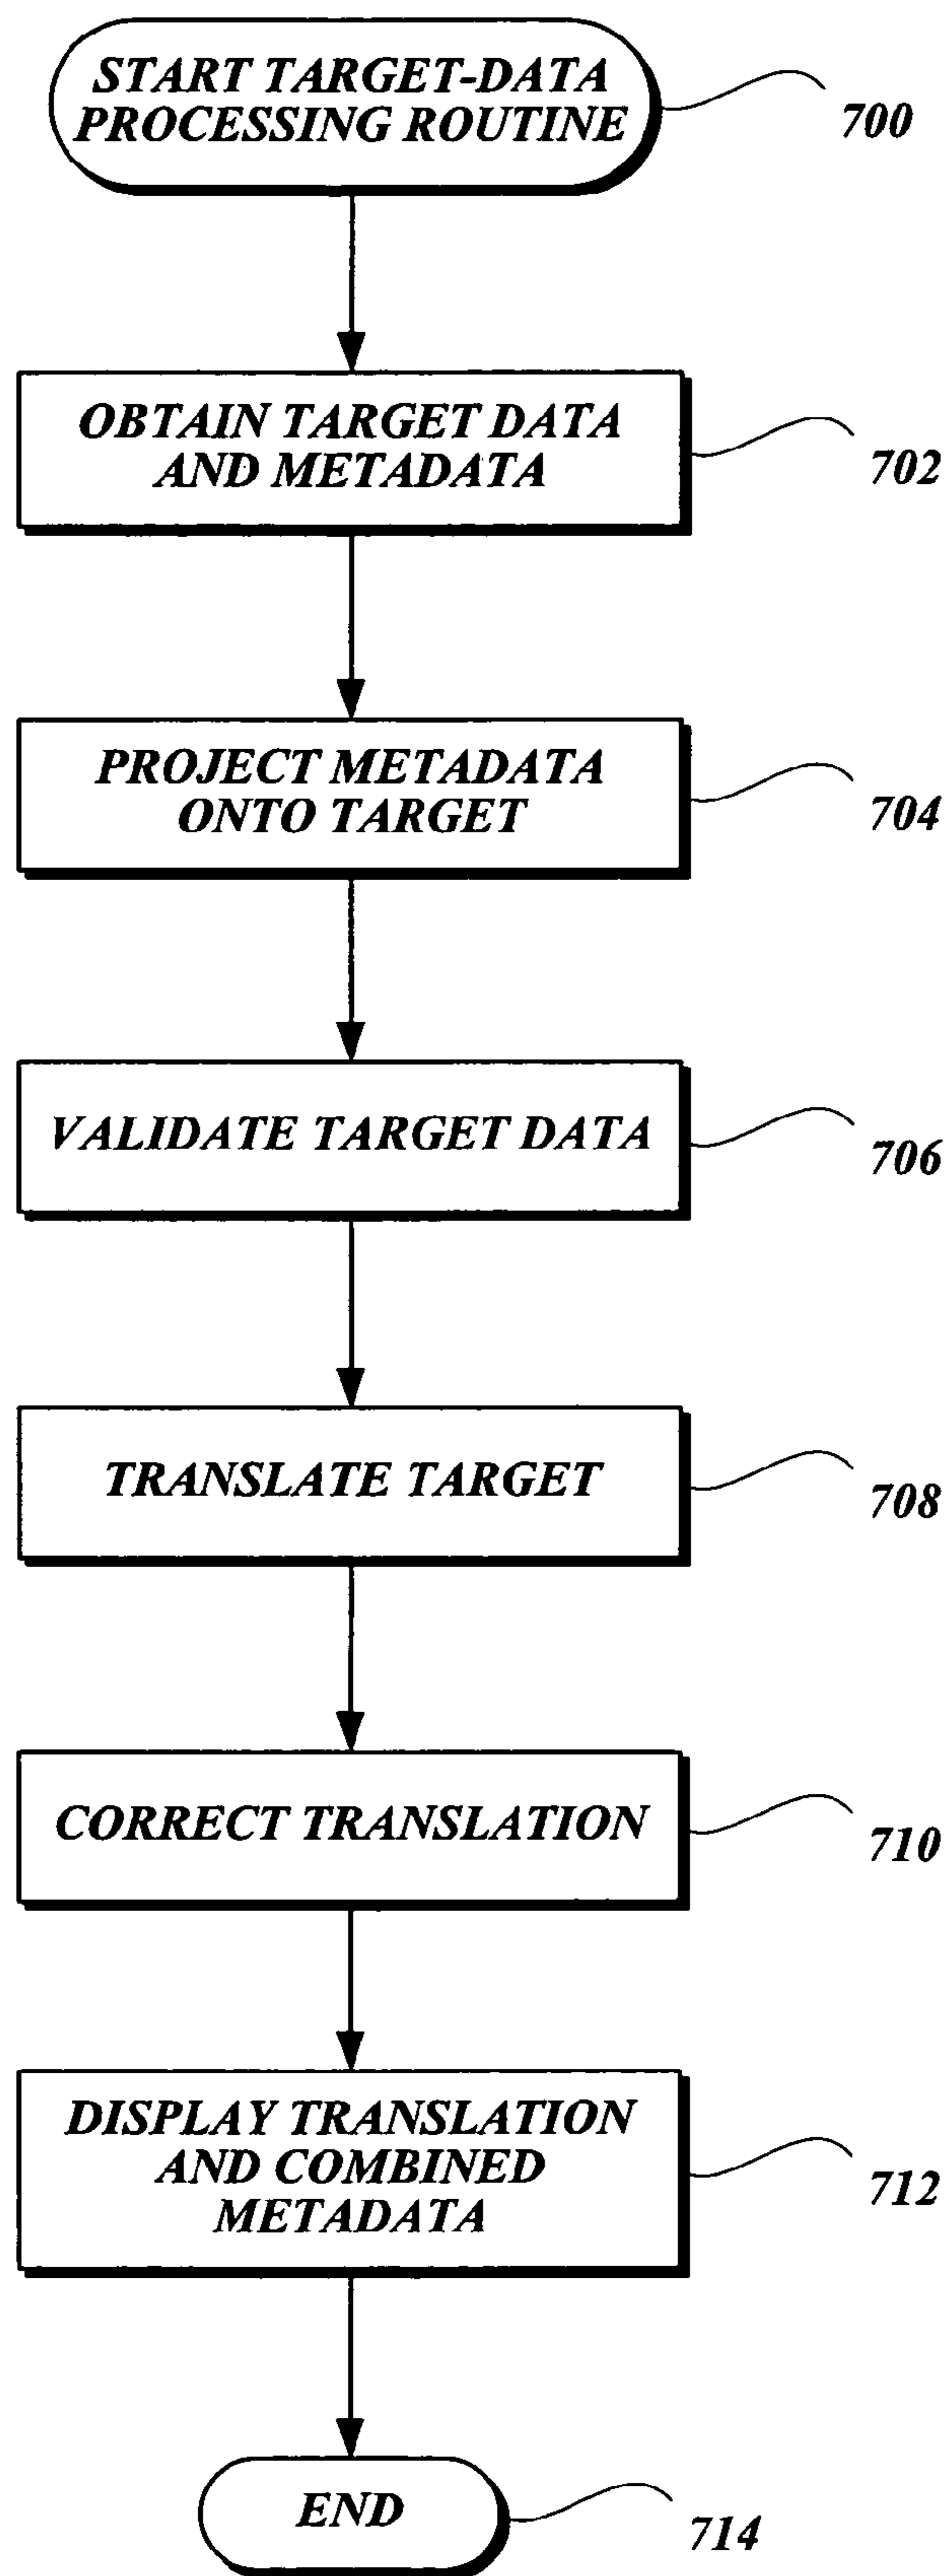 START TARGET-DATA
PROCESSING ROUTINE
700
OBTAIN TARGET DATA
AND METADATA
702
PROJECT METADATA
ONTO TARGET
704
VALIDATE TARGET DATA
706
TRANSLATE TARGET
708
CORRECT TRANSLATION
710
DISPLAY TRANSLATION
AND COMBINED
METADATA
712
END
714